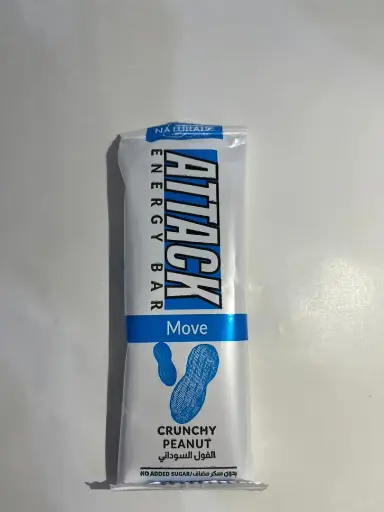 NATURALS
ATTACK
ENERGY BAR
Move
CRUNCHY
PEANUT
الفول السوداني
NO ADDED SUGAR/بدون سكر مضاف